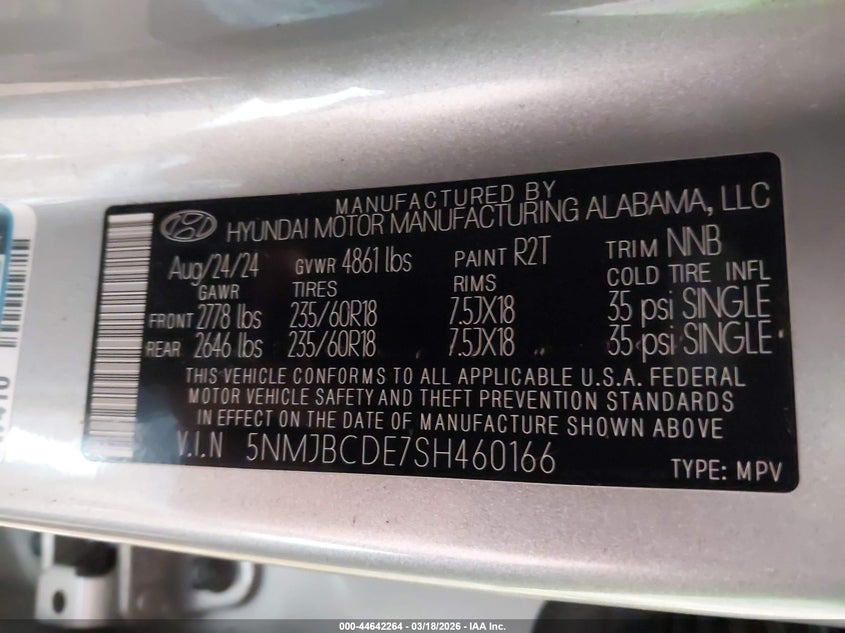 MANUFACTURED BY
HYUNDAI MOTOR MANUFACTURING ALABAMA, LLC
Aug/24/24 GVWR 4861 lbs PAINT R2T TRIM NNB
GAWR TIRES RIMS COLD TIRE INFL
FRONT 2778 lbs 235/60R18 7.5JX18 35 psi SINGLE
REAR 2646 lbs 235/60R18 7.5JX18 35 psi SINGLE
THIS VEHICLE CONFORMS TO ALL APPLICABLE U.S.A. FEDERAL
MOTOR VEHICLE SAFETY AND THEFT PREVENTION STANDARDS
IN EFFECT ON THE DATE OF MANUFACTURE SHOWN ABOVE
V.I.N 5NMJBCDE7SH460166
TYPE: MPV
000-44642264 - 03/18/2026 - IAA Inc.